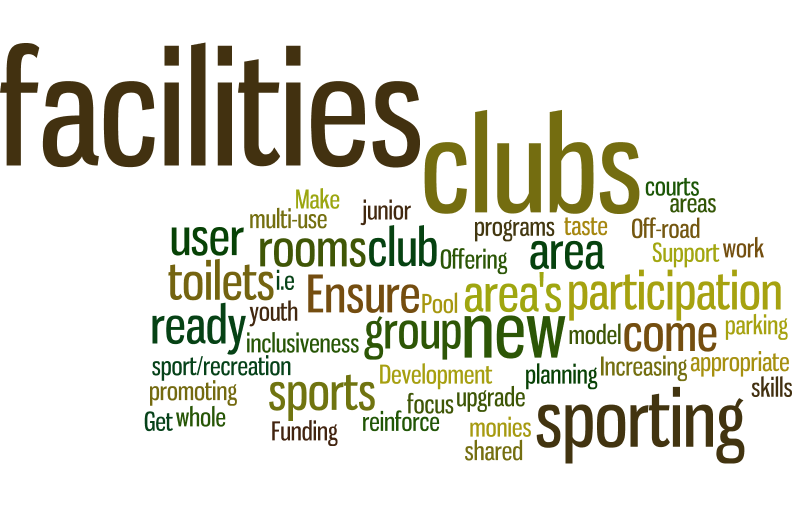 facilities
clubs
courts
Make
areas
multi-use
junior
programs
taste
Off-road
user
rooms
club
Offering
area
Support
work
toilets
i.e
Ensure
Pool
area's
participation
youth
ready
inclusiveness
group
new
model
come
parking
sport/recreation
Development
planning
Increasing
appropriate
promoting
sports
focus
upgrade
skills
Get
whole
Funding
reinforce
monies
sporting
shared